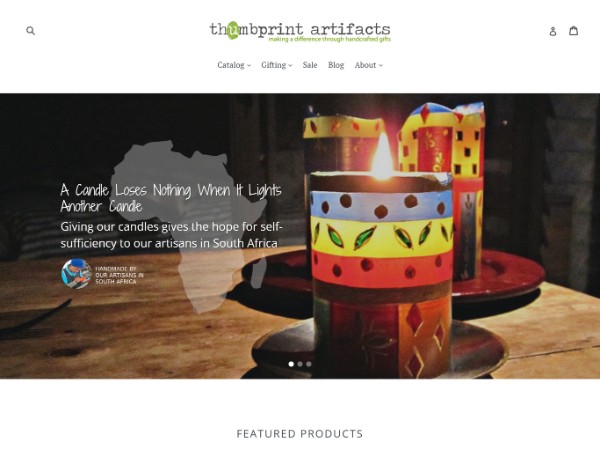 thumbprint artifacts
making a difference through handcrafted gifts
Catalog Gifting Sale Blog About
A Candle Loses Nothing When It Lights
Another Candle
Giving our candles gives the hope for self-
sufficiency to our artisans in South Africa
HANDMADE BY
OUR ARTISANS IN
SOUTH AFRICA
FEATURED PRODUCTS